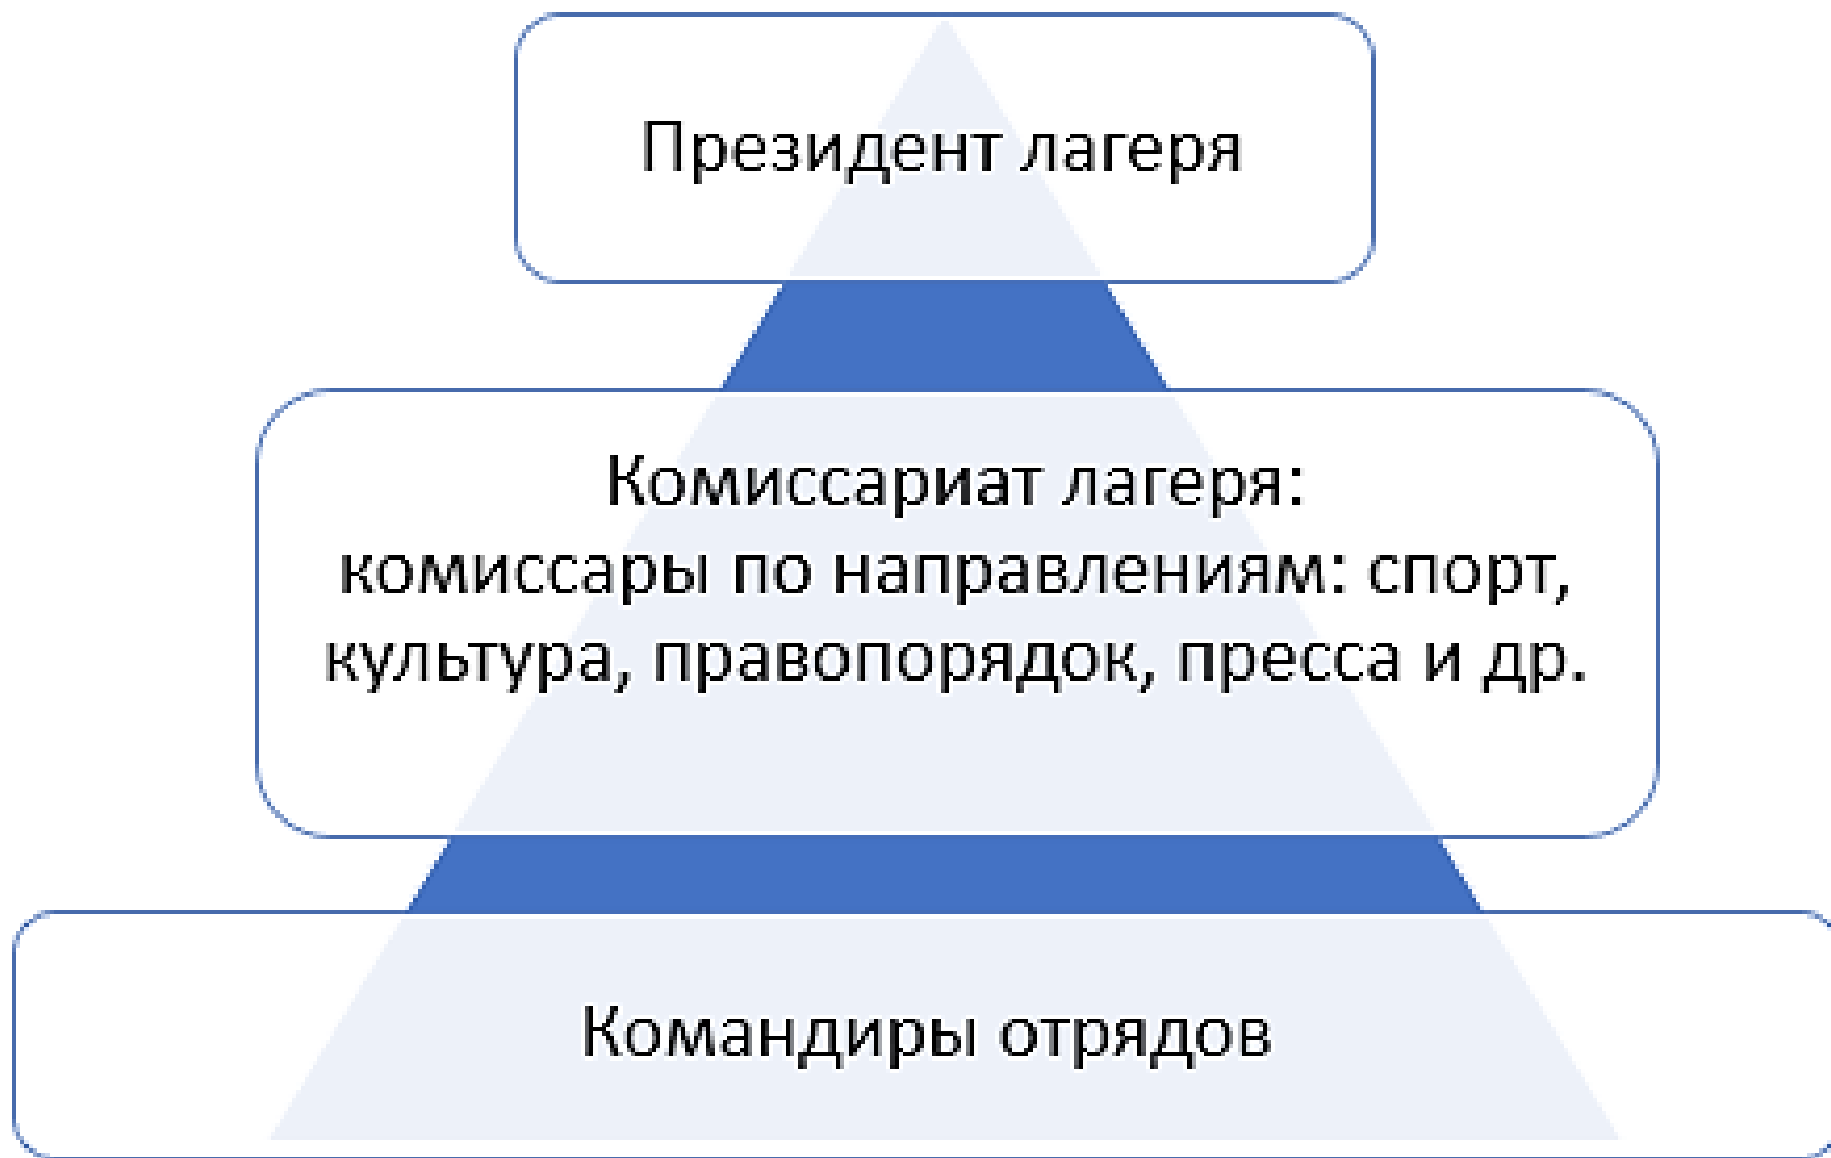 Президент лагеря
Комиссариат лагеря:
комиссары по направлениям: спорт,
культура, правопорядок, пресса и др.
Командиры отрядов